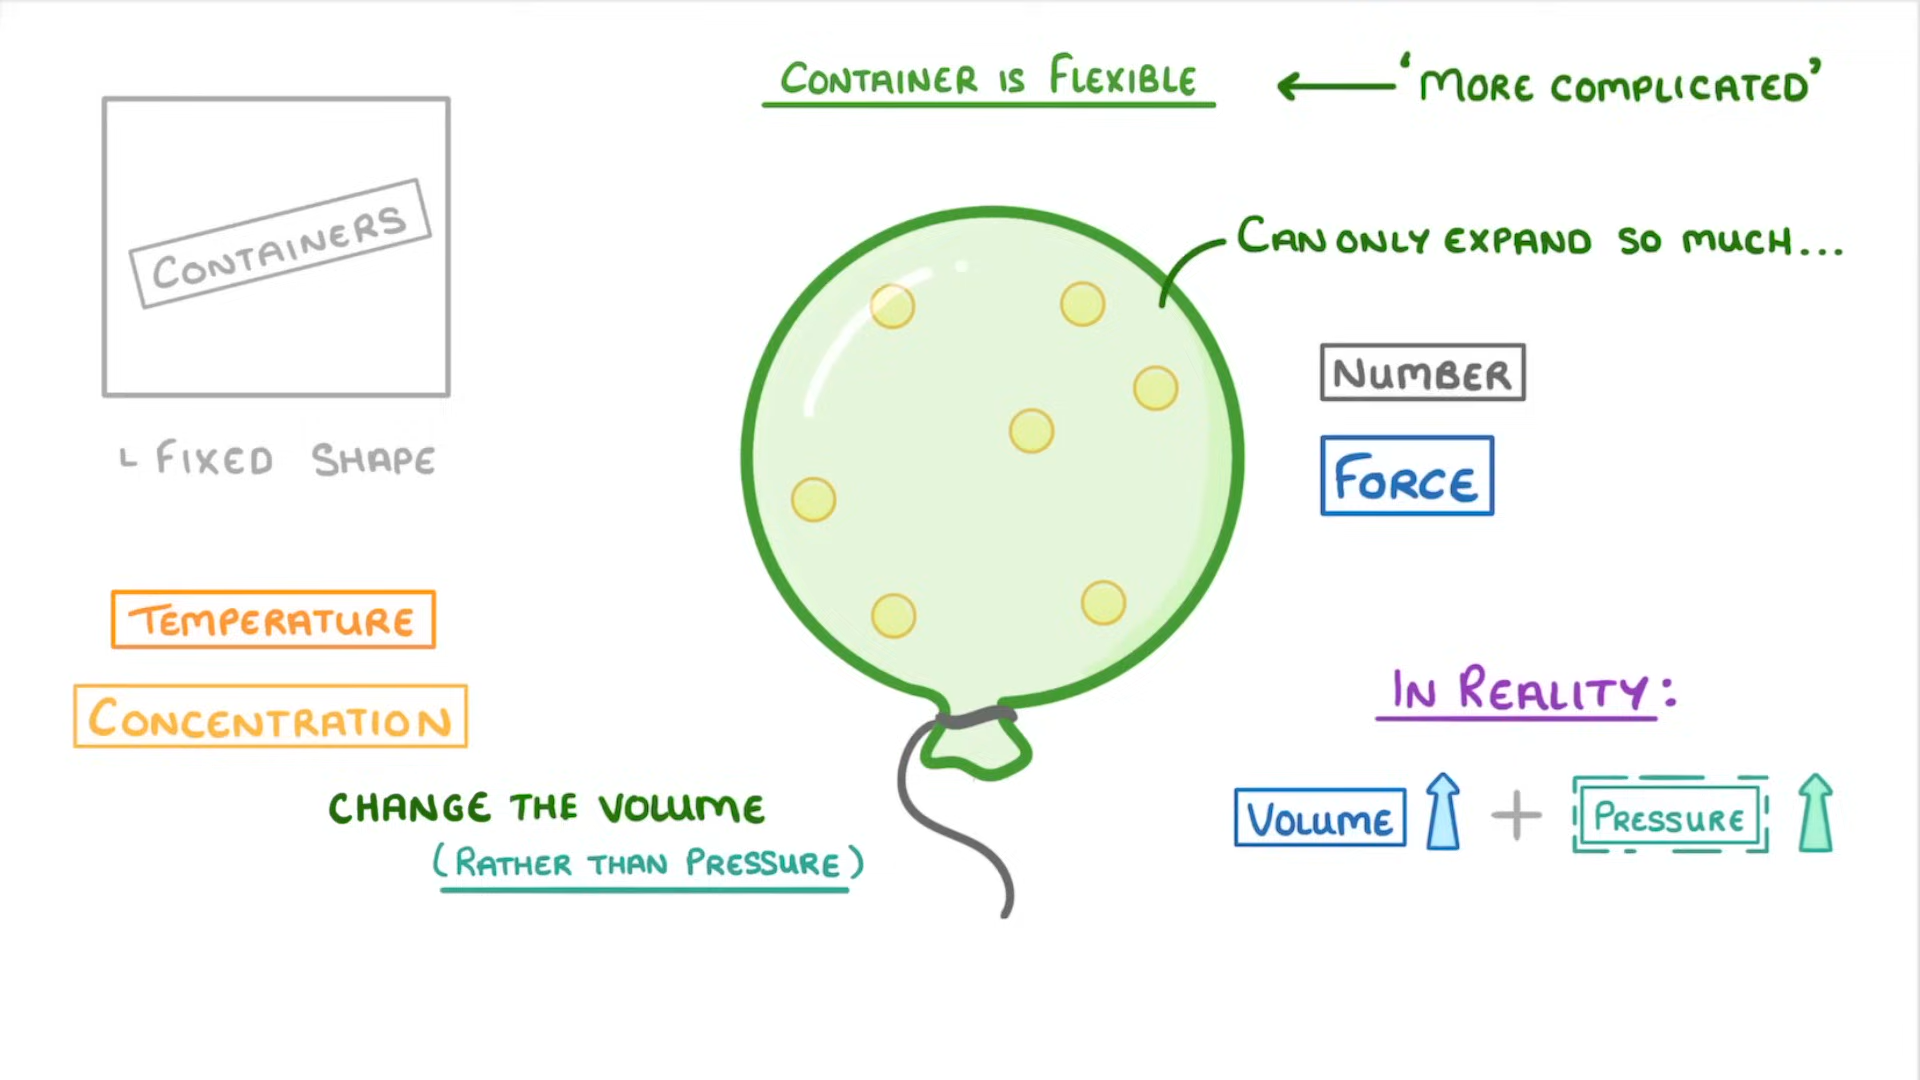 CONTAINER IS FLEXIBLE
'MORE COMPLICATED'
CONTAINERS
CAN ONLY EXPAND SO MUCH...
NUMBER
FIXED SHAPE
FORCE
TEMPERATURE
CONCENTRATION
IN REALITY:
CHANGE THE VOLUME
(RATHER THAN PRESSURE)
VOLUME + PRESSURE